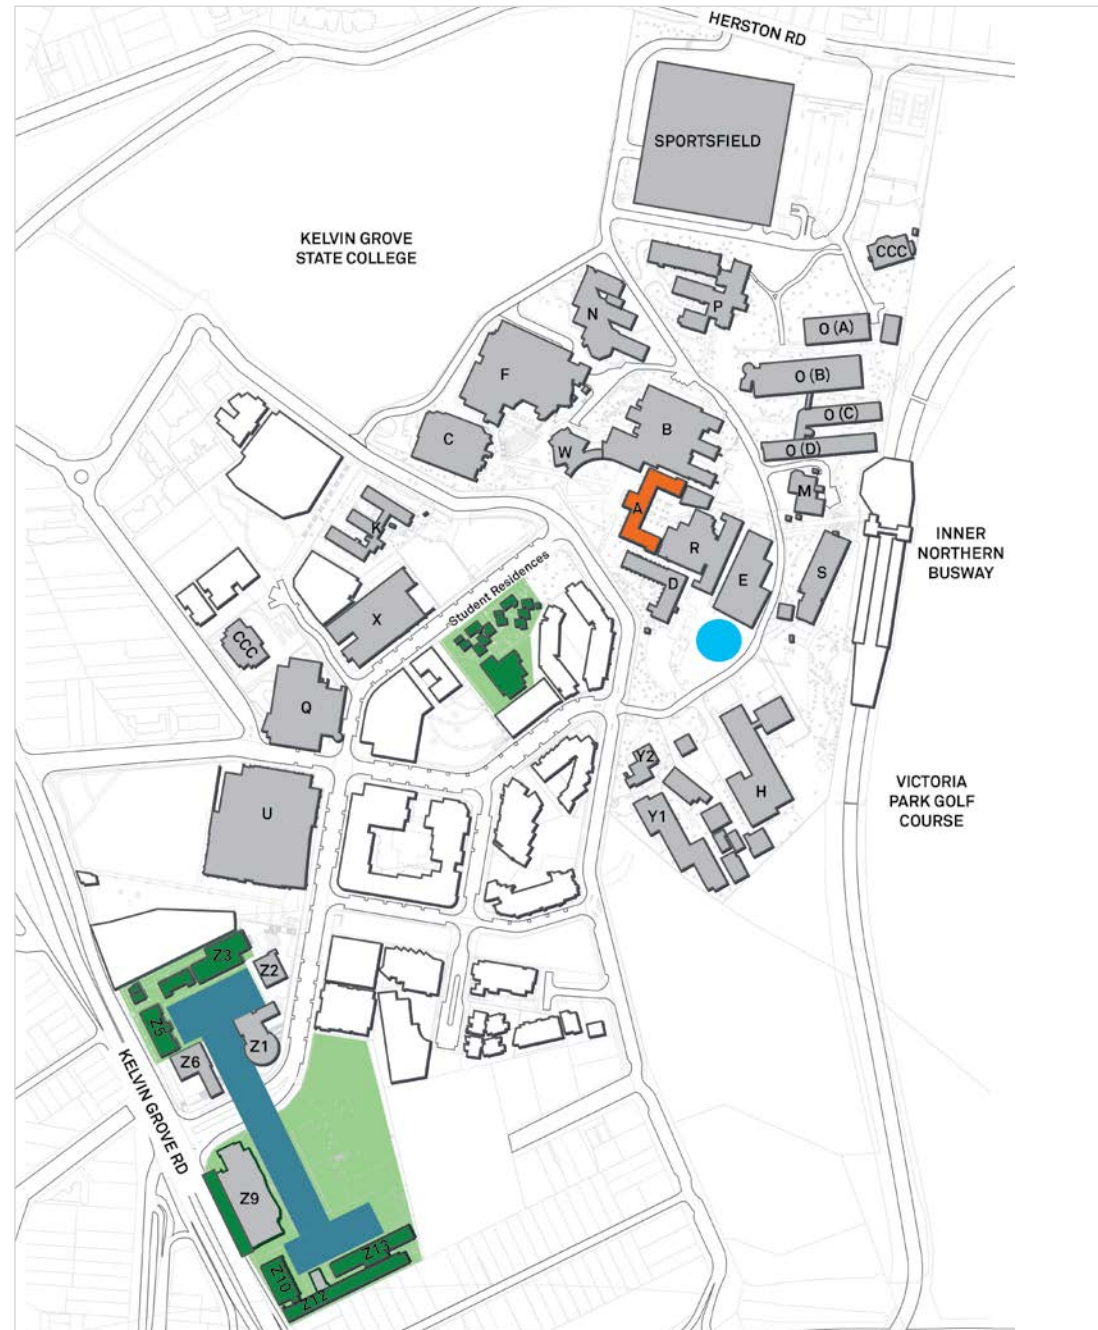 HERSTON RD
SPORTSFIELD
KELVIN GROVE
STATE COLLEGE
CCC
P
N
O (A)
F
O (B)
O (C)
C
B
W
O (D)
M
A
K
INNER
NORTHERN
BUSWAY
R
E
S
D
Student Residences
X
CCC
Q
Y2
VICTORIA
PARK GOLF
COURSE
H
U
Y1
Z3
Z2
Z5
Z1
Z6
KELVIN GROVE RD
Z9
Z13
Z10
Z12